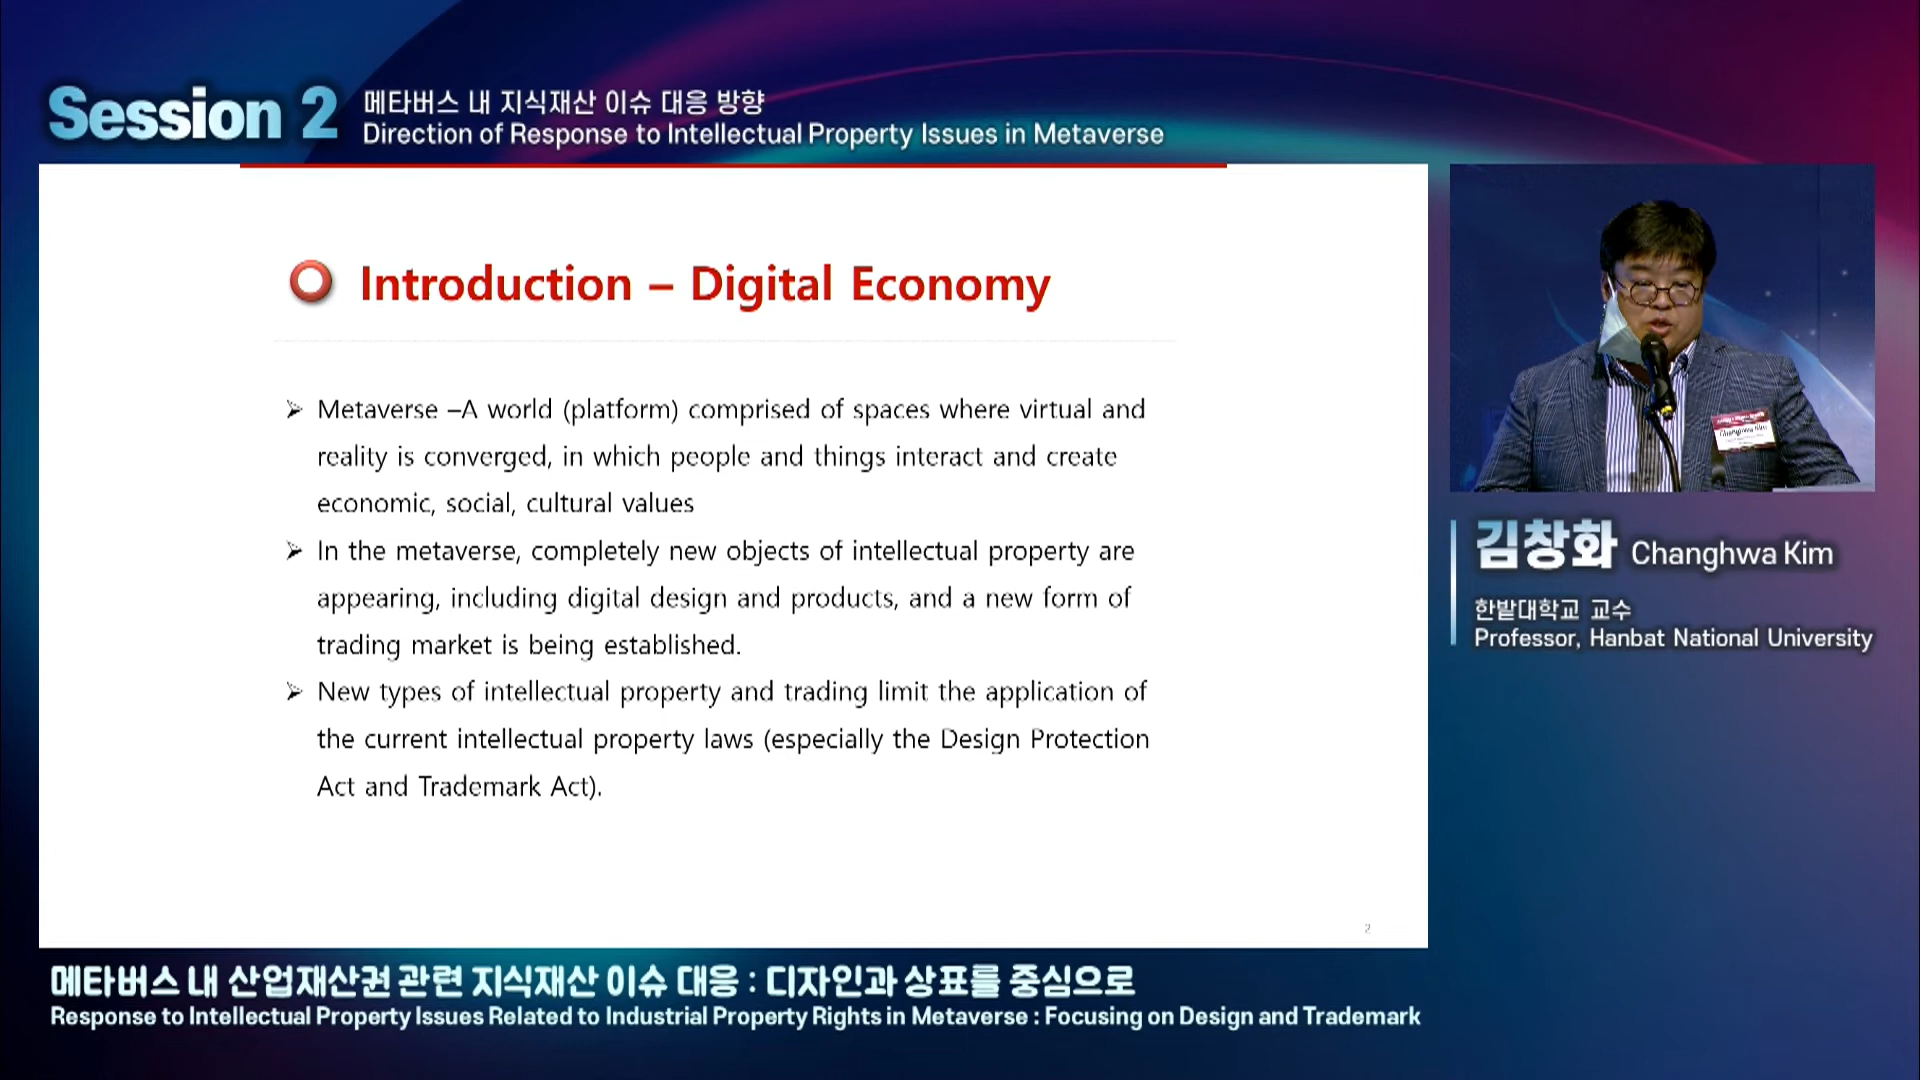 Session 2
메타버스 내 지식재산 이슈 대응 방향
Direction of Response to Intellectual Property Issues in Metaverse
Introduction – Digital Economy
➢ Metaverse –A world (platform) comprised of spaces where virtual and
reality is converged, in which people and things interact and create
economic, social, cultural values
➢ In the metaverse, completely new objects of intellectual property are
appearing, including digital design and products, and a new form of
trading market is being established.
➢ New types of intellectual property and trading limit the application of
the current intellectual property laws (especially the Design Protection
Act and Trademark Act).
2
Changhwa Kim
김창화 Changhwa Kim
한밭대학교 교수
Professor, Hanbat National University
메타버스 내 산업재산권 관련 지식재산 이슈 대응 : 디자인과 상표를 중심으로
Response to Intellectual Property Issues Related to Industrial Property Rights in Metaverse : Focusing on Design and Trademark